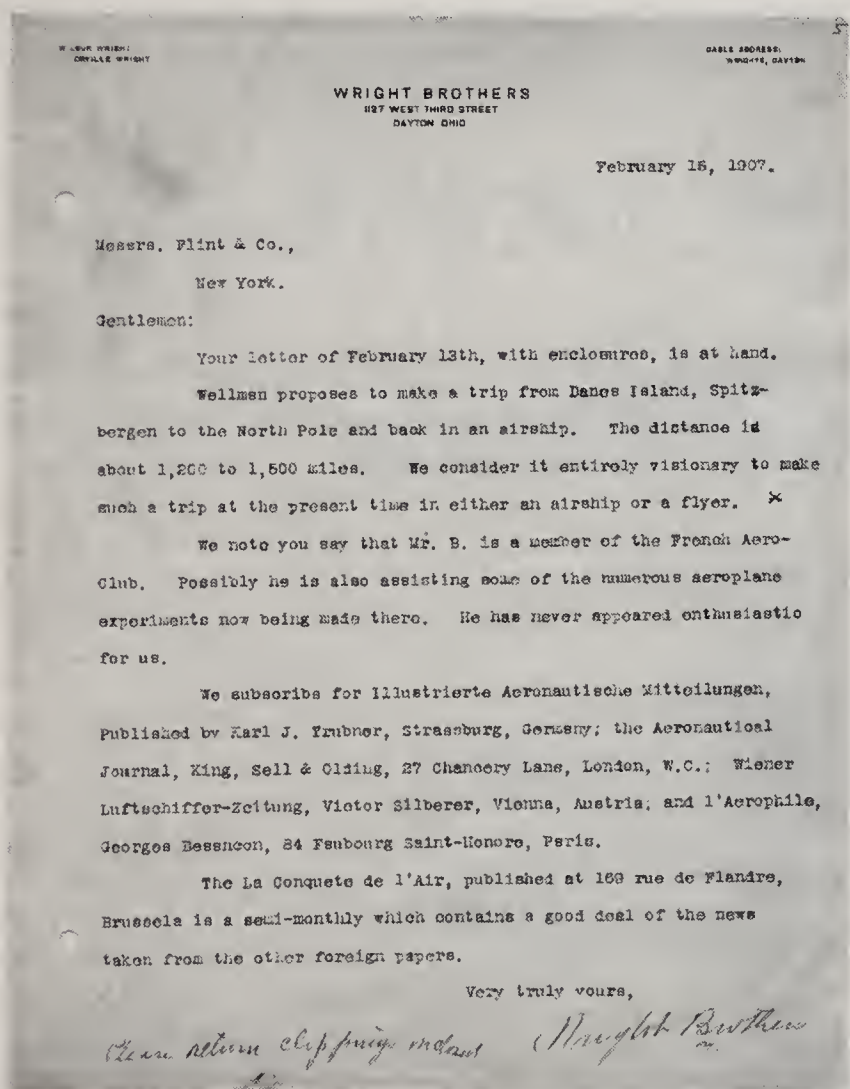 WILBUR WRIGHT
ORVILLE WRIGHT
CABLE ADDRESS:
WRIGHTS, DAYTON
WRIGHT BROTHERS
1127 WEST THIRD STREET
DAYTON OHIO
February 15, 1907.
Messrs. Flint & Co.,
New York.
Gentlemen:
Your letter of February 13th, with enclosures, is at hand.
Wellman proposes to make a trip from Danes Island, Spitz-
bergen to the North Pole and back in an airship. The distance is
about 1,200 to 1,500 miles. We consider it entirely visionary to make
such a trip at the present time in either an airship or a flyer. X
We note you say that Mr. B. is a member of the French Aero-
Club. Possibly he is also assisting some of the numerous aeroplane
experiments now being made there. He has never appeared enthusiastic
for us.
We subscribe for Illustrierte Aeronautische Mitteilungen,
Published by Karl J. Trubner, Strassburg, Germany; the Aeronautical
Journal, King, Sell & Olding, 27 Chancery Lane, London, W.C.; Wiener
Luftschiffer-Zeitung, Victor Silberer, Vienna, Austria; and l'Aerophile,
Georges Besancon, 84 Faubourg Saint-Honore, Paris.
The La Conquete de l'Air, published at 169 rue de Flandre,
Brussels is a semi-monthly which contains a good deal of the news
taken from the other foreign papers.
Very truly yours,
Wright Brothers
Please return clippings